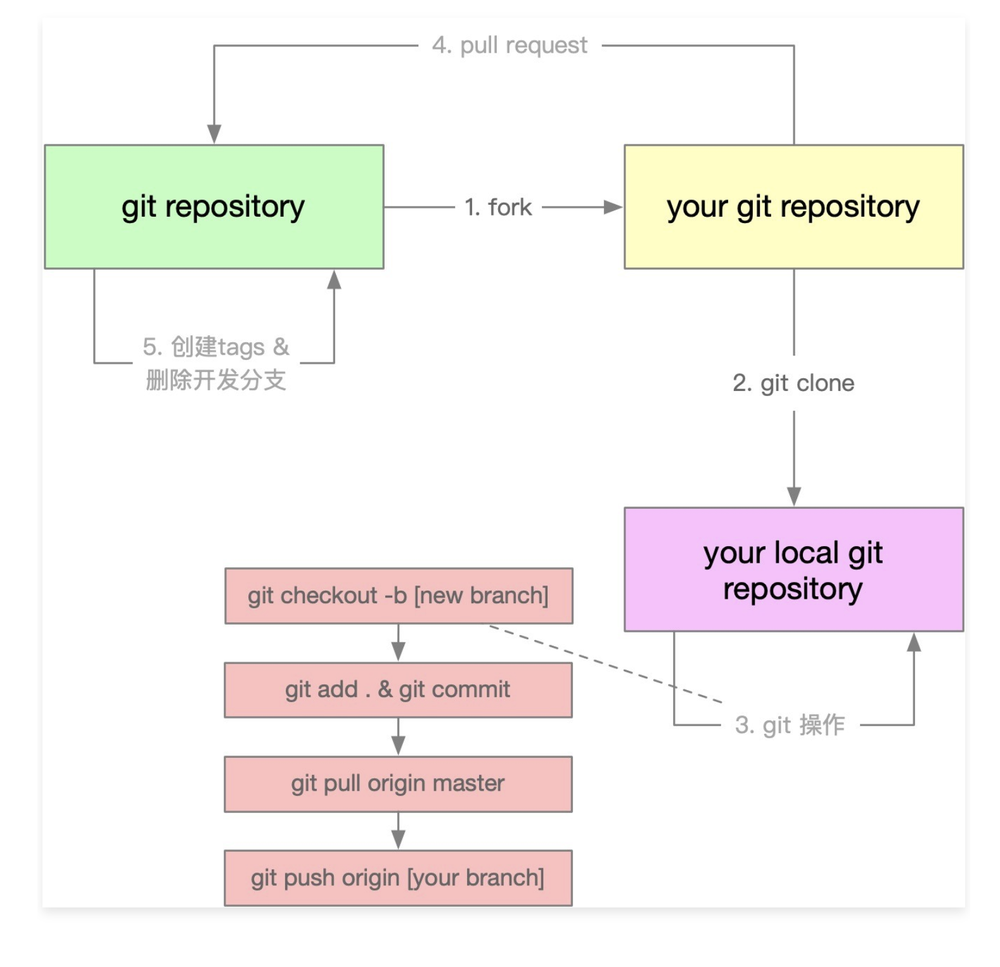 4. pull request
git repository
1. fork
your git repository
5. 创建tags &
删除开发分支
2. git clone
your local git
repository
git checkout -b [new branch]
git add . & git commit
3. git 操作
git pull origin master
git push origin [your branch]